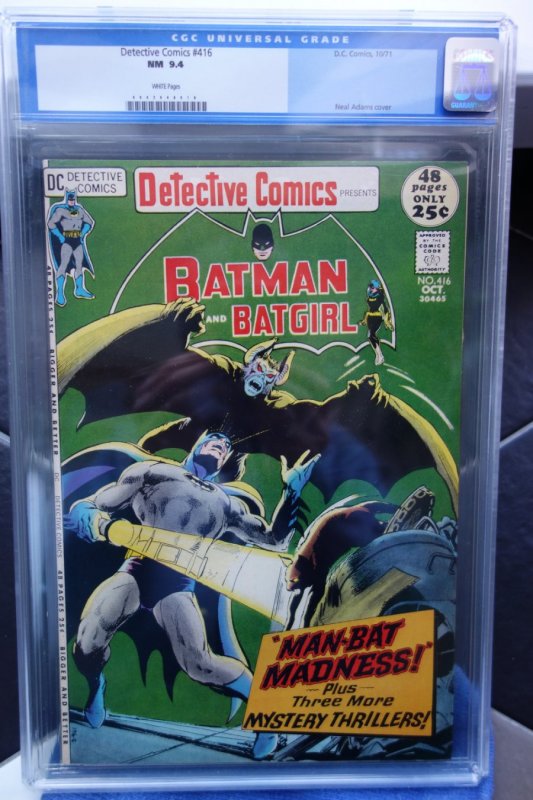 CGC UNIVERSAL GRADE
Detective Comics #416
D.C. Comics, 10/71
NM 9.4
WHITE Pages
Neal Adams cover
CGC
GUARANTY
DC DETECTIVE
COMICS
Detective Comics PRESENTS
48
pages
ONLY
25¢
APPROVED
BY THE
COMICS
CODE
AUTHORITY
BATMAN
AND BATGIRL
NO.416
OCT.
30465
48 PAGES 25¢ BIGGER AND BETTER
DC DETECTIVE COMICS
48 PAGES 25¢ BIGGER AND BETTER
"MAN-BAT
MADNESS!"
Plus
Three More
MYSTERY THRILLERS!